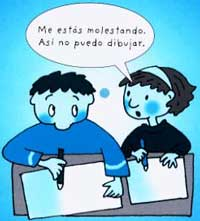 Me estás molestando.
Así no puedo dibujar.